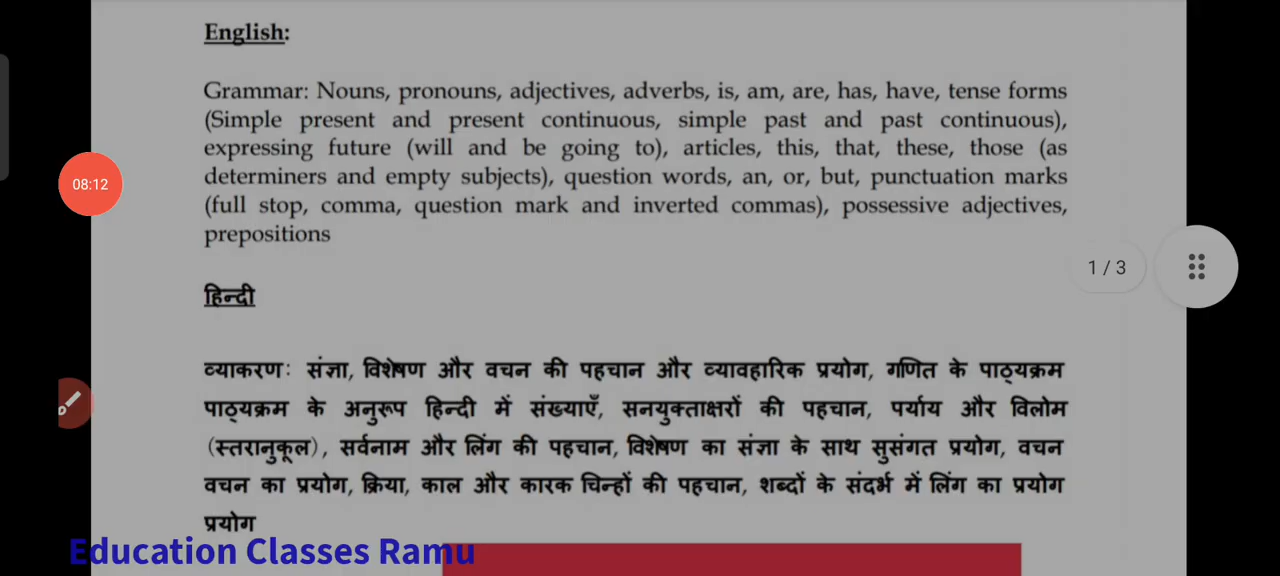 English:
Grammar: Nouns, pronouns, adjectives, adverbs, is, am, are, has, have, tense forms
(Simple present and present continuous, simple past and past continuous),
expressing future (will and be going to), articles, this, that, these, those (as
determiners and empty subjects), question words, an, or, but, punctuation marks
(full stop, comma, question mark and inverted commas), possessive adjectives,
prepositions
08:12
1 / 3
हिन्दी
व्याकरण: संज्ञा, विशेषण और वचन की पहचान और व्यावहारिक प्रयोग, गणित के पाठ्यक्रम
पाठ्यक्रम के अनुरूप हिन्दी में संख्याएँ, सनयुक्ताक्षरों की पहचान, पर्याय और विलोम
(स्तरानुकूल), सर्वनाम और लिंग की पहचान, विशेषण का संज्ञा के साथ सुसंगत प्रयोग, वचन
वचन का प्रयोग, क्रिया, काल और कारक चिन्हों की पहचान, शब्दों के संदर्भ में लिंग का प्रयोग
प्रयोग
Education Classes Ramu